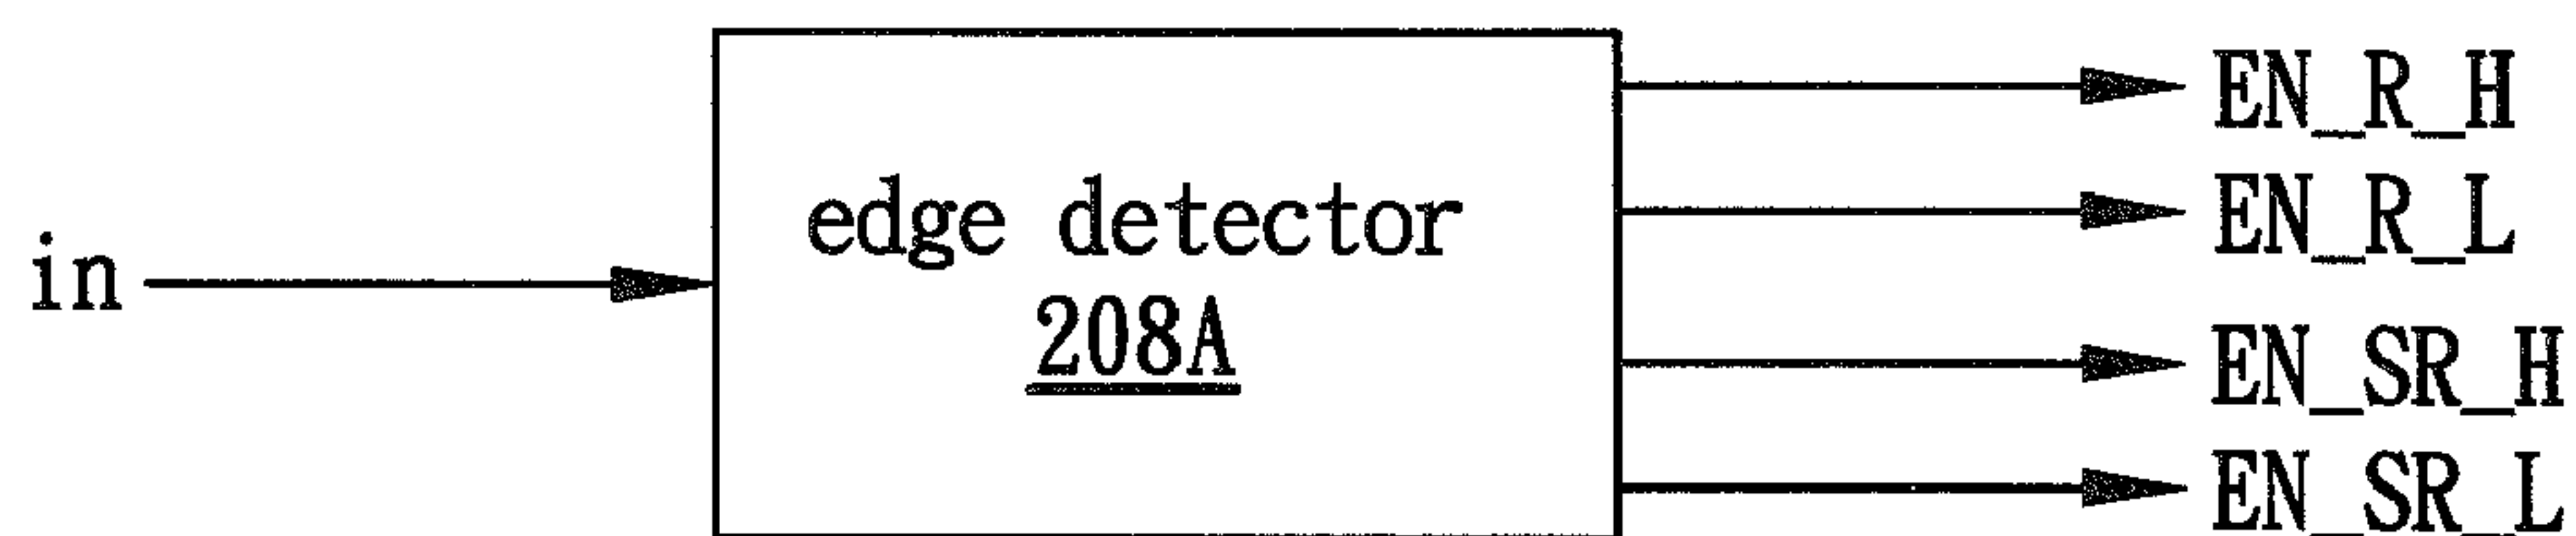 in
edge detector
208A
EN_R_H
EN_R_L
EN_SR_H
EN_SR_L